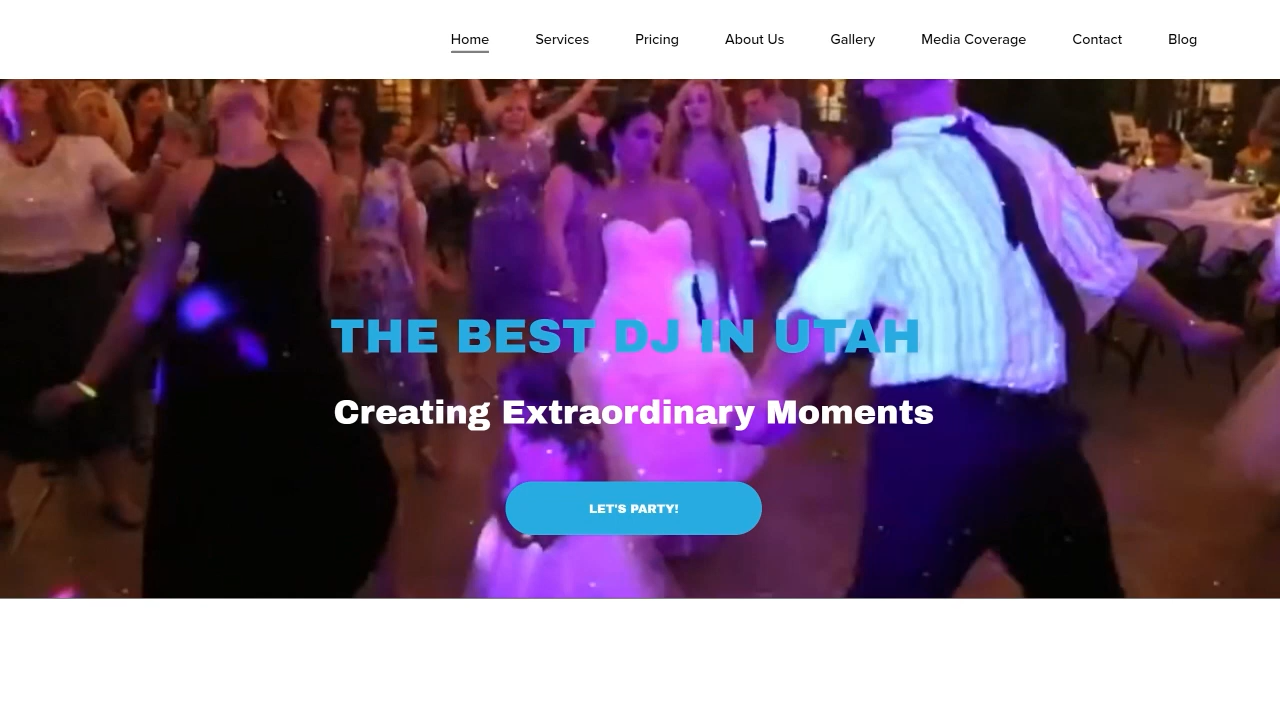 Home
Services
Pricing
About Us
Gallery
Media Coverage
Contact
Blog
THE BEST DJ IN UTAH
Creating Extraordinary Moments
LET'S PARTY!